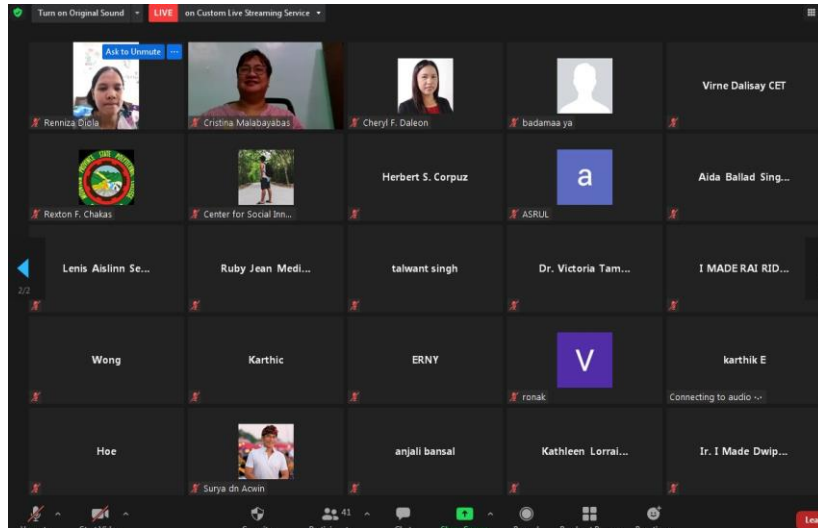 Turn on Original Sound
LIVE
on Custom Live Streaming Service
Ask to Unmute
Renniza Diola
Cristina Malabayabas
Cheryl F. Daleon
badamaa ya
Virne Dalisay CET
Rexton F. Chakas
Center for Social Inn...
Herbert S. Corpuz
a
ASRUL
Aida Ballad Sing...
2/2
Lenis Aislinn Se...
Ruby Jean Medi...
talwant singh
Dr. Victoria Tam...
I MADE RAI RID...
Wong
Karthic
ERNY
V
ronak
karthik E
Connecting to audio
Hoe
Surya dn Acwin
anjali bansal
Kathleen Lorrai...
Ir. I Made Dwip...
41
Lea